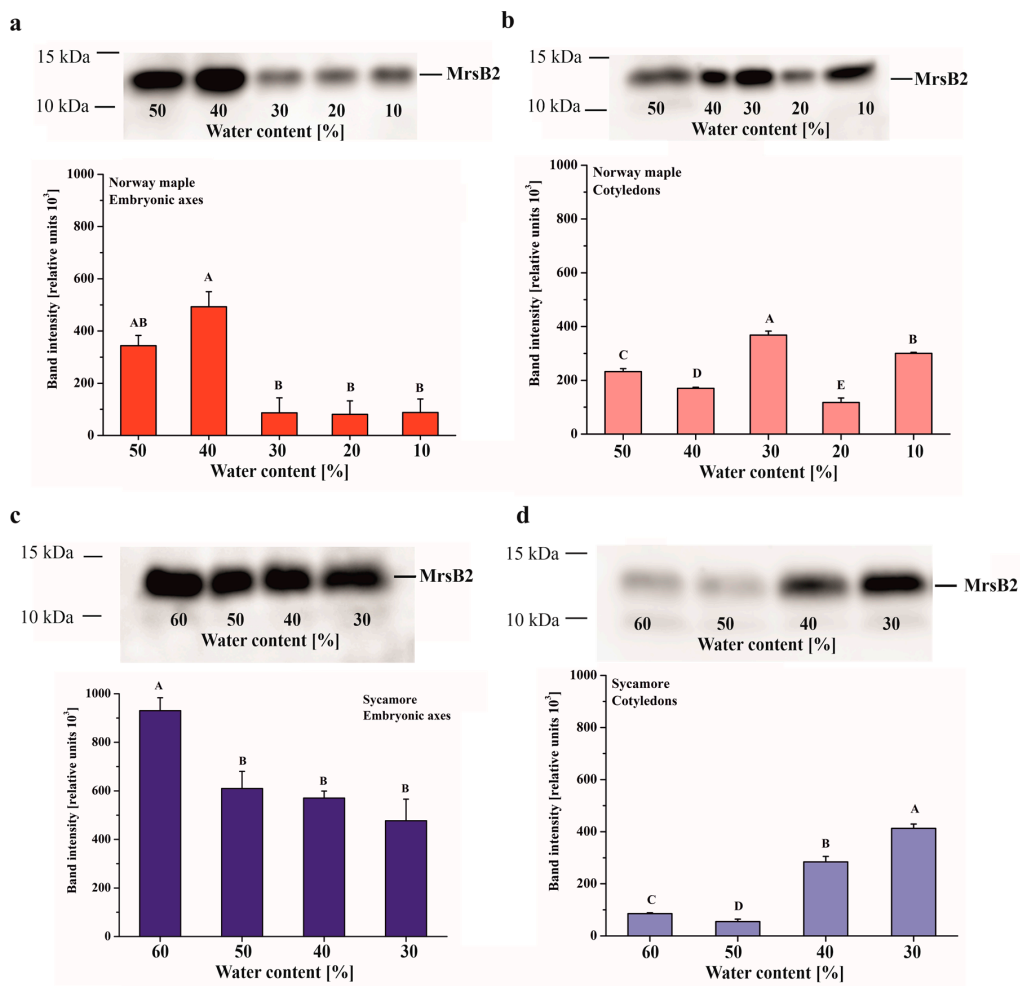 a
15 kDa
MrsB2
10 kDa
50 40 30 20 10
Water content [%]
Norway maple
Embryonic axes
Band intensity [relative units 10³]
1000
800
600
400
200
0
AB
A
B
B
B
50 40 30 20 10
Water content [%]
b
15 kDa
MrsB2
10 kDa
50 40 30 20 10
Water content [%]
Norway maple
Cotyledons
Band intensity [relative units 10³]
1000
800
600
400
200
0
C
D
A
E
B
50 40 30 20 10
Water content [%]
c
15 kDa
MrsB2
10 kDa
60 50 40 30
Water content [%]
Sycamore
Embryonic axes
Band intensity [relative units 10³]
1000
800
600
400
200
0
A
B
B
B
60 50 40 30
Water content [%]
d
15 kDa
MrsB2
10 kDa
60 50 40 30
Water content [%]
Sycamore
Cotyledons
Band intensity [relative units 10³]
1000
800
600
400
200
0
C
D
B
A
60 50 40 30
Water content [%]